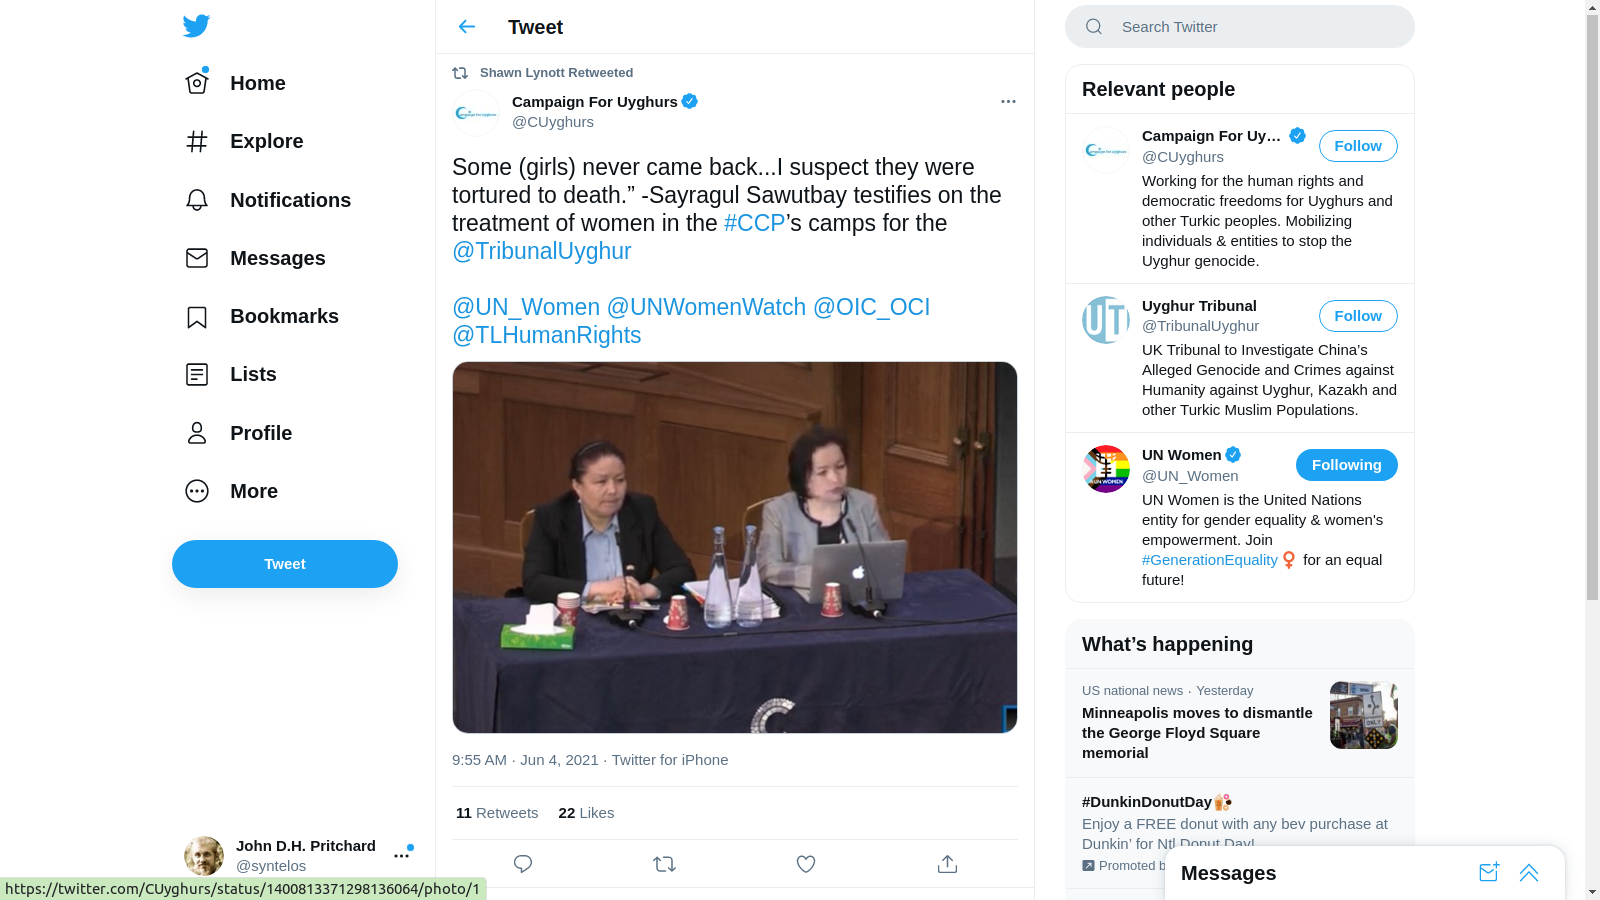 Home
Explore
Notifications
Messages
Bookmarks
Lists
Profile
More
Tweet
John D.H. Pritchard
@syntelos
https://twitter.com/CUyghurs/status/1400813371298136064/photo/1
Tweet
Shawn Lynott Retweeted
Campaign For Uyghurs
@CUyghurs
Some (girls) never came back...I suspect they were
tortured to death.” -Sayragul Sawutbay testifies on the
treatment of women in the #CCP’s camps for the
@TribunalUyghur
@UN_Women @UNWomenWatch @OIC_OCI
@TLHumanRights
9:55 AM · Jun 4, 2021 · Twitter for iPhone
11 Retweets 22 Likes
Search Twitter
Relevant people
Campaign For Uy...
Follow
@CUyghurs
Working for the human rights and
democratic freedoms for Uyghurs and
other Turkic peoples. Mobilizing
individuals & entities to stop the
Uyghur genocide.
UT
Uyghur Tribunal
Follow
@TribunalUyghur
UK Tribunal to Investigate China’s
Alleged Genocide and Crimes against
Humanity against Uyghur, Kazakh and
other Turkic Muslim Populations.
UN WOMEN
UN Women
Following
@UN_Women
UN Women is the United Nations
entity for gender equality & women's
empowerment. Join
#GenerationEquality for an equal
future!
What’s happening
US national news · Yesterday
Minneapolis moves to dismantle
the George Floyd Square
memorial
ONLY
#DunkinDonutDay
Enjoy a FREE donut with any bev purchase at
Dunkin’ for Ntl Donut Day!
Promoted b
Messages